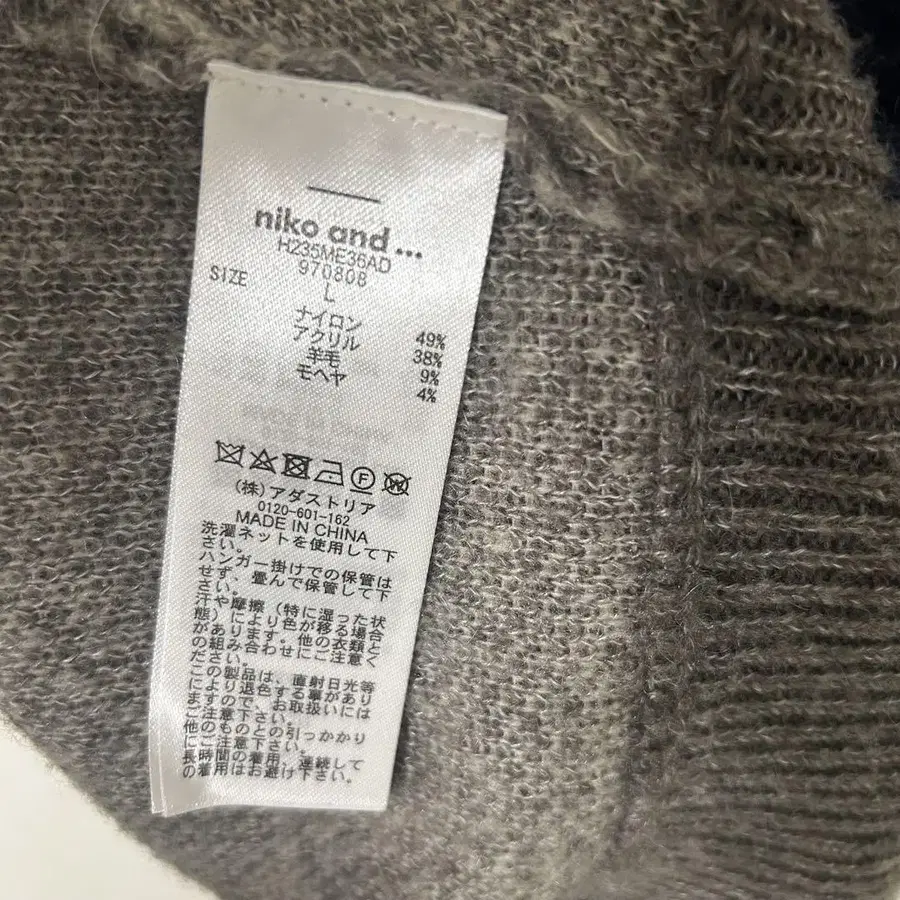 niko and ...
H235ME36AD
970808
SIZE L
ナイロン 49%
アクリル 38%
羊毛 9%
モヘヤ 4%
F W
(株)アダストリア
0120-601-162
MADE IN CHINA
洗濯ネットを使用して下
さい。
ハンガー掛けでの保管は
せず、畳んで保管して下
さい。
汗や摩擦(特に湿った状
態)により色が移る場合
があります。他の衣類と
の組み合わせにご注意く
ださい。
この製品は、直射日光等
により退色する事があり
ますので、お取扱いには
ご注意下さい。
他のものとの引っかかり
にご注意下さい。
長時間の着用、連続して
の着用はお避け下さい。